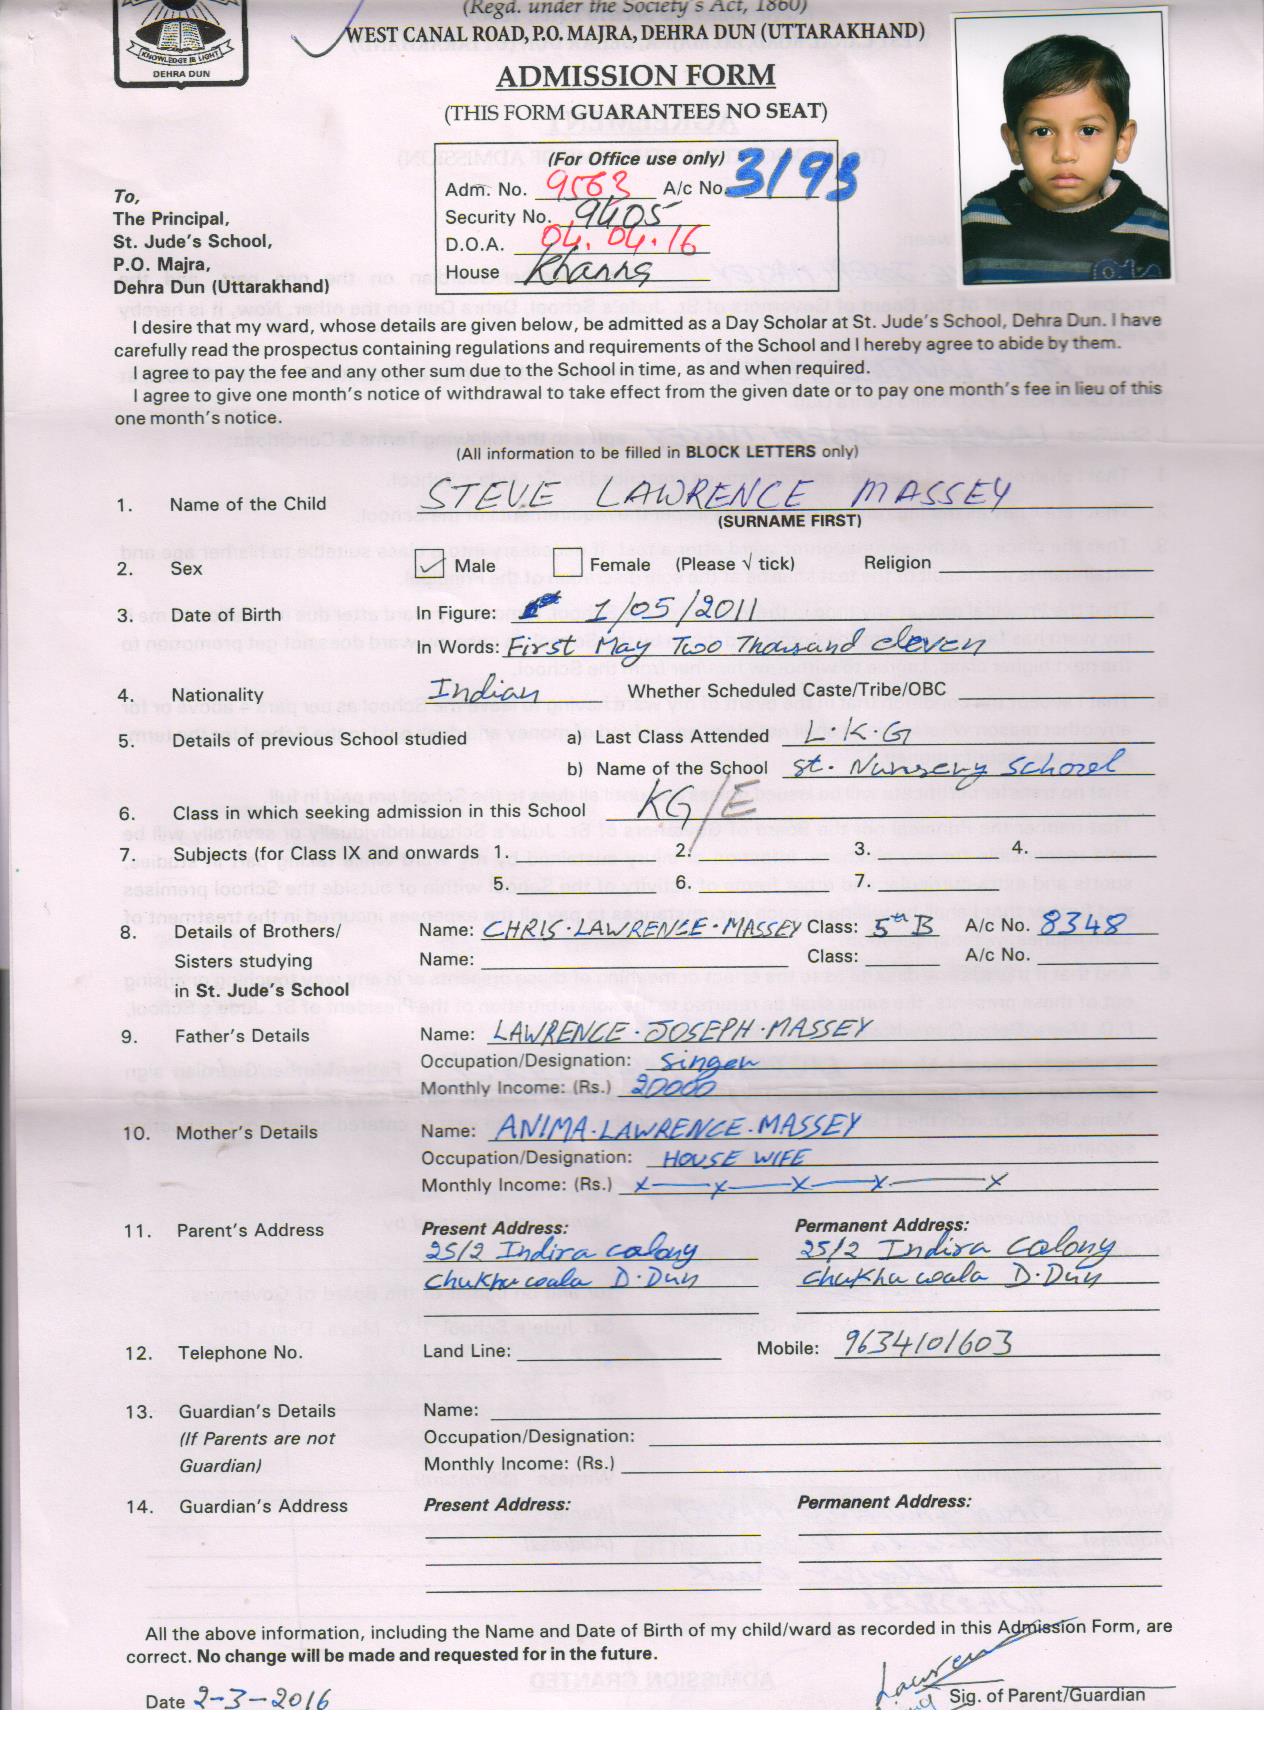 (Regd. under the Society's Act, 1860)
WEST CANAL ROAD, P.O. MAJRA, DEHRA DUN (UTTARAKHAND)
KNOWLEDGE IS LIGHT
DEHRA DUN
ADMISSION FORM
(THIS FORM GUARANTEES NO SEAT)
(For Office use only)
Adm. No. 9563 A/c No. 3193
Security No. 9405
D.O.A. 04.04.16
House Khanna
To,
The Principal,
St. Jude's School,
P.O. Majra,
Dehra Dun (Uttarakhand)
I desire that my ward, whose details are given below, be admitted as a Day Scholar at St. Jude's School, Dehra Dun. I have
carefully read the prospectus containing regulations and requirements of the School and I hereby agree to abide by them.
I agree to pay the fee and any other sum due to the School in time, as and when required.
I agree to give one month's notice of withdrawal to take effect from the given date or to pay one month's fee in lieu of this
one month's notice.
(All information to be filled in BLOCK LETTERS only)
1. Name of the Child STEVE LAWRENCE MASSEY
(SURNAME FIRST)
2. Sex Male Female (Please √ tick) Religion
3. Date of Birth In Figure: 1/05/2011
In Words: First May Two Thousand eleven
4. Nationality Indian Whether Scheduled Caste/Tribe/OBC
5. Details of previous School studied a) Last Class Attended L.K.G
b) Name of the School St. Nursery School
6. Class in which seeking admission in this School KG/E
7. Subjects (for Class IX and onwards 1. 2. 3. 4.
5. 6. 7.
8. Details of Brothers/ Name: CHRIS.LAWRENCE.MASSEY Class: 5th B A/c No. 8348
Sisters studying Name: Class: A/c No.
in St. Jude's School
9. Father's Details Name: LAWRENCE.JOSEPH.MASSEY
Occupation/Designation: Singer
Monthly Income: (Rs.) 20000
10. Mother's Details Name: ANIMA.LAWRENCE.MASSEY
Occupation/Designation: HOUSE WIFE
Monthly Income: (Rs.) x—x—x—x—x
11. Parent's Address Present Address: Permanent Address:
25/2 Indira Colony 25/2 Indira Colony
Chukhuwala D.Dun Chukhuwala D.Dun
12. Telephone No. Land Line: Mobile: 9634101603
13. Guardian's Details Name:
(If Parents are not Occupation/Designation:
Guardian) Monthly Income: (Rs.)
14. Guardian's Address Present Address: Permanent Address:
All the above information, including the Name and Date of Birth of my child/ward as recorded in this Admission Form, are
correct. No change will be made and requested for in the future.
Date 2-3-2016 Sig. of Parent/Guardian